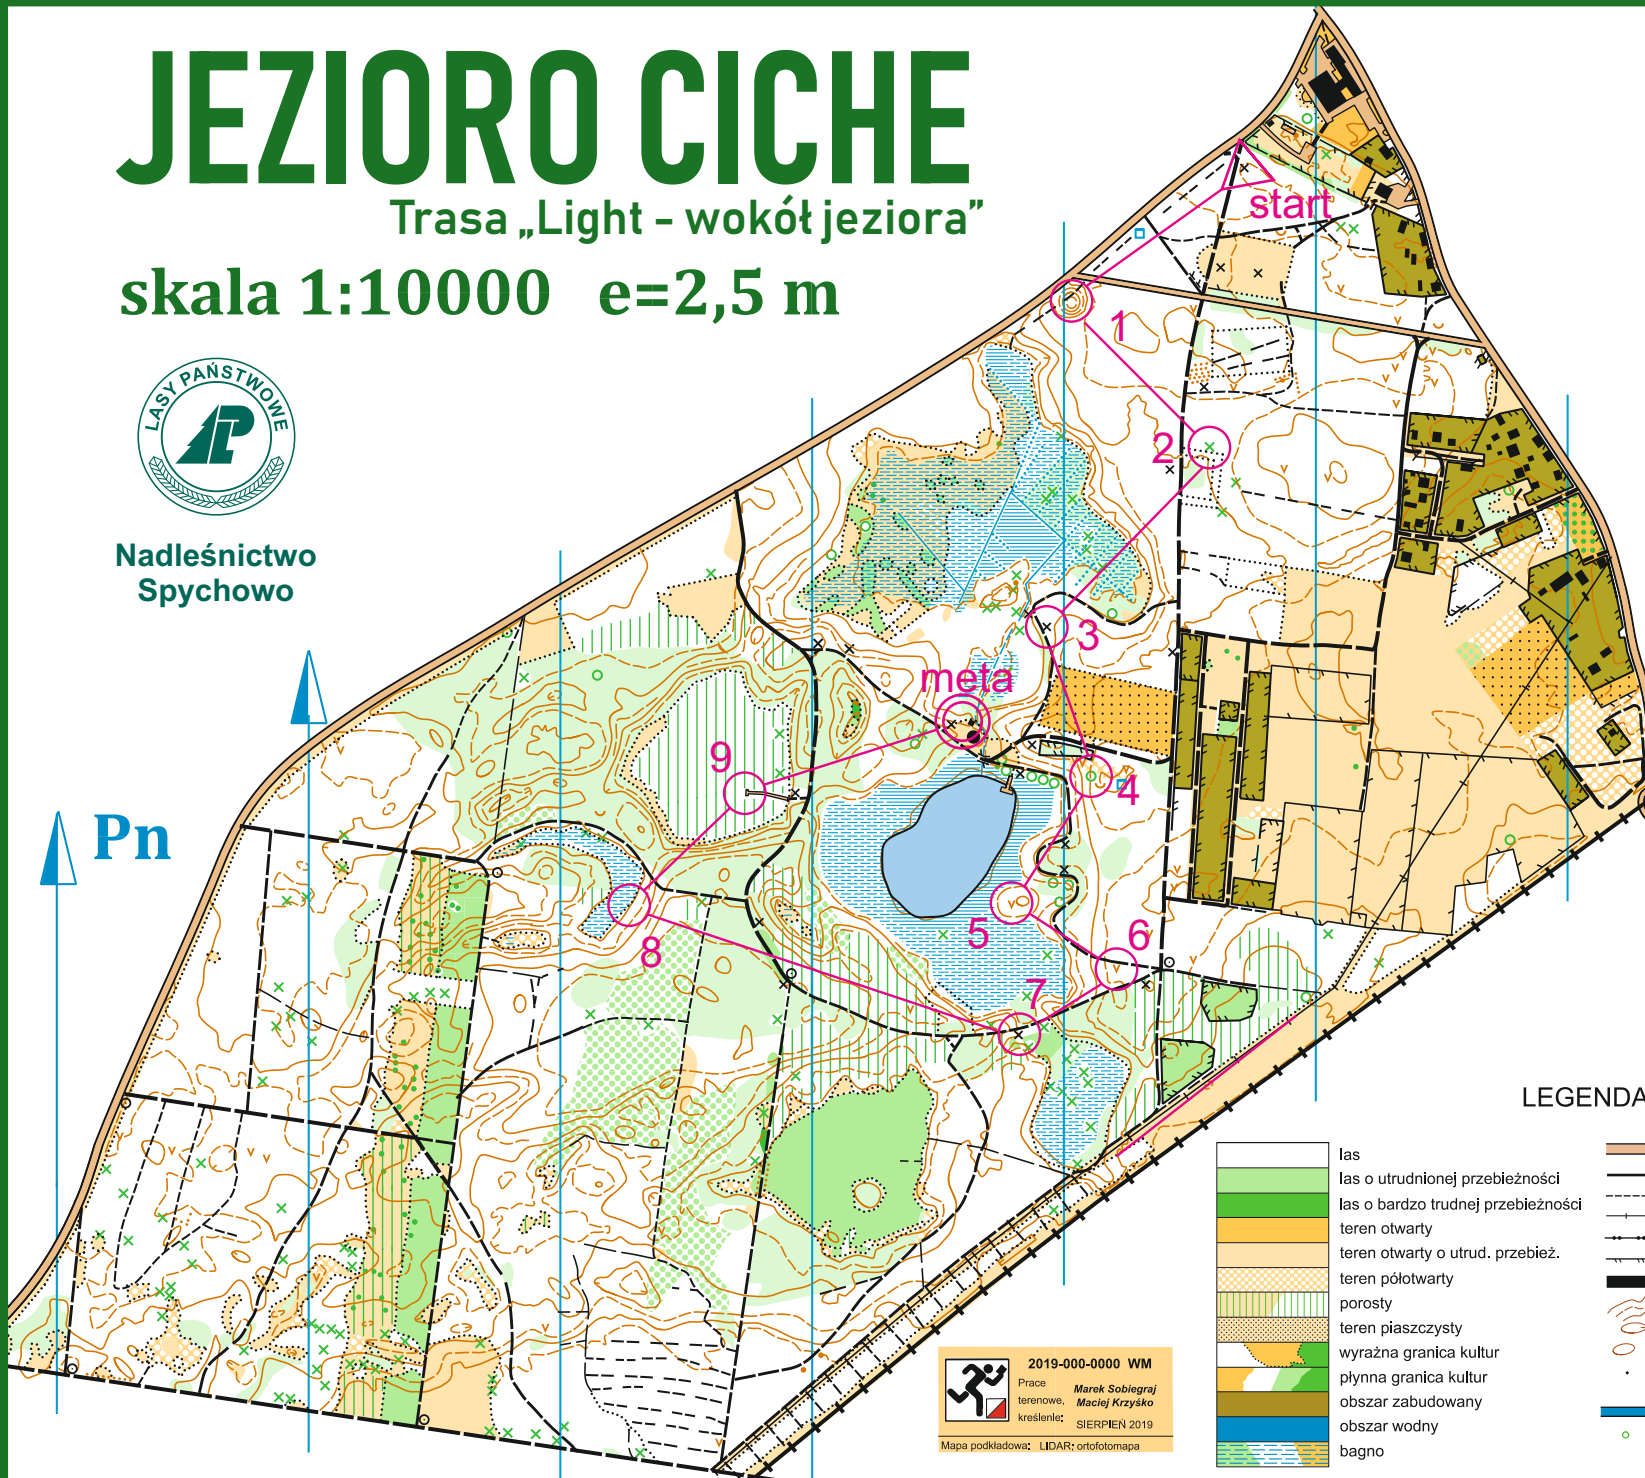 JEZIORO CICHE
Trasa „Light - wokół jeziora”
skala 1:10000 e=2,5 m
LASY PAŃSTWOWE
Nadleśnictwo
Spychowo
Pn
start
1
2
3
meta
4
5
6
7
8
9
LEGENDA
las
las o utrudnionej przebieżności
las o bardzo trudnej przebieżności
teren otwarty
teren otwarty o utrud. przebież.
teren półotwarty
porosty
teren piaszczysty
wyraźna granica kultur
płynna granica kultur
obszar zabudowany
obszar wodny
bagno
2019-000-0000 WM
Prace terenowe, kreślenie:
Marek Sobiegraj
Maciej Krzyśko
SIERPIEŃ 2019
Mapa podkładowa: LIDAR; ortofotomapa